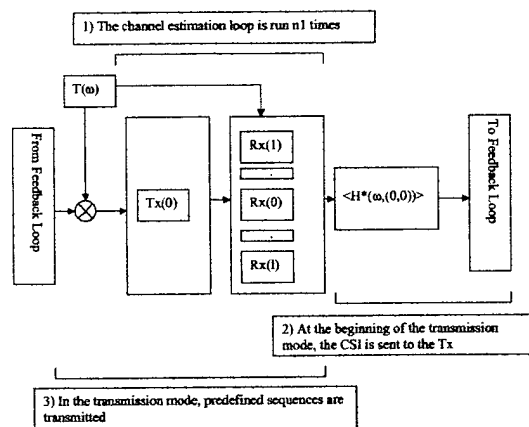 1) The channel estimation loop is run n1 times
T(ω)
From Feedback Loop
Tx(0)
Rx(1)
Rx(0)
Rx(l)
<H*(ω,(0,0))>
To Feedback Loop
2) At the beginning of the transmission
mode, the CSI is sent to the Tx
3) In the transmission mode, predefined sequences are
transmitted